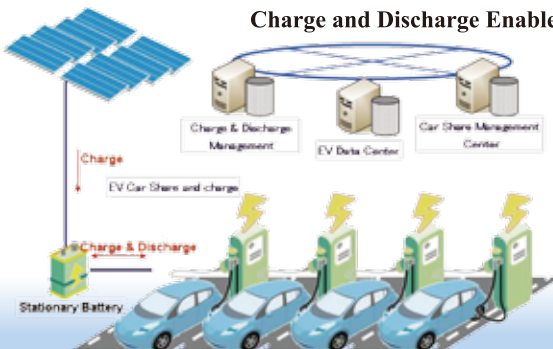 Charge and Discharge Enable
Charge & Discharge
Management
EV Data Center
Car Share Management
Center
Charge
EV Car Share and charge
Charge & Discharge
Stationary Battery